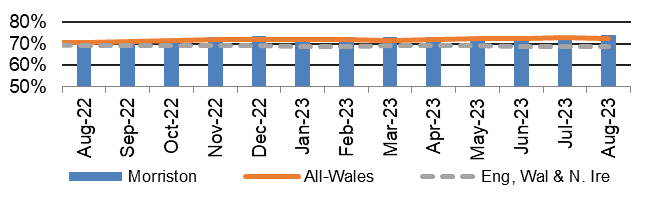 80%
70%
60%
50%
Aug-22
Sep-22
Oct-22
Nov-22
Dec-22
Jan-23
Feb-23
Mar-23
Apr-23
May-23
Jun-23
Jul-23
Aug-23
Morriston All-Wales Eng, Wal & N. Ire